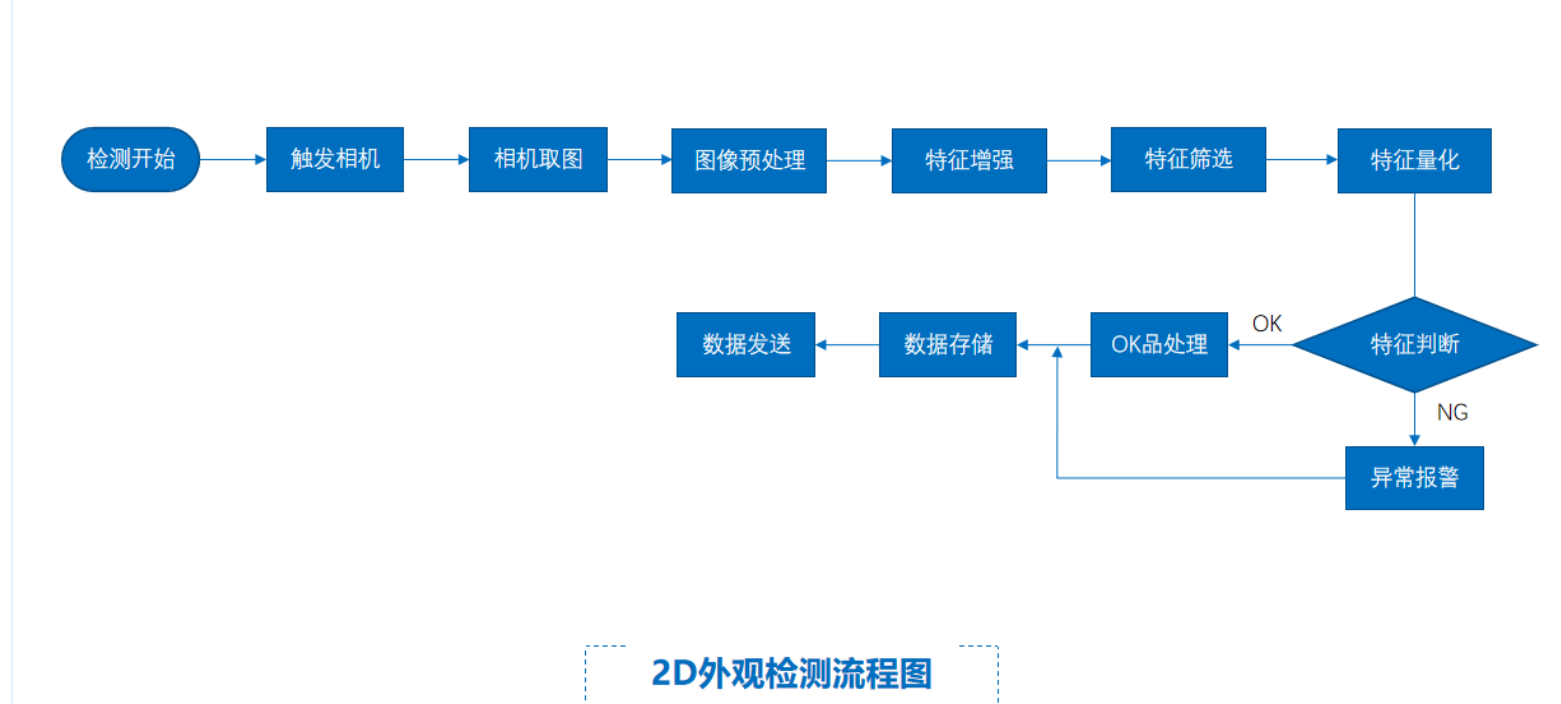 检测开始
触发相机
相机取图
图像预处理
特征增强
特征筛选
特征量化
数据发送
数据存储
OK品处理
OK
特征判断
NG
异常报警
2D外观检测流程图